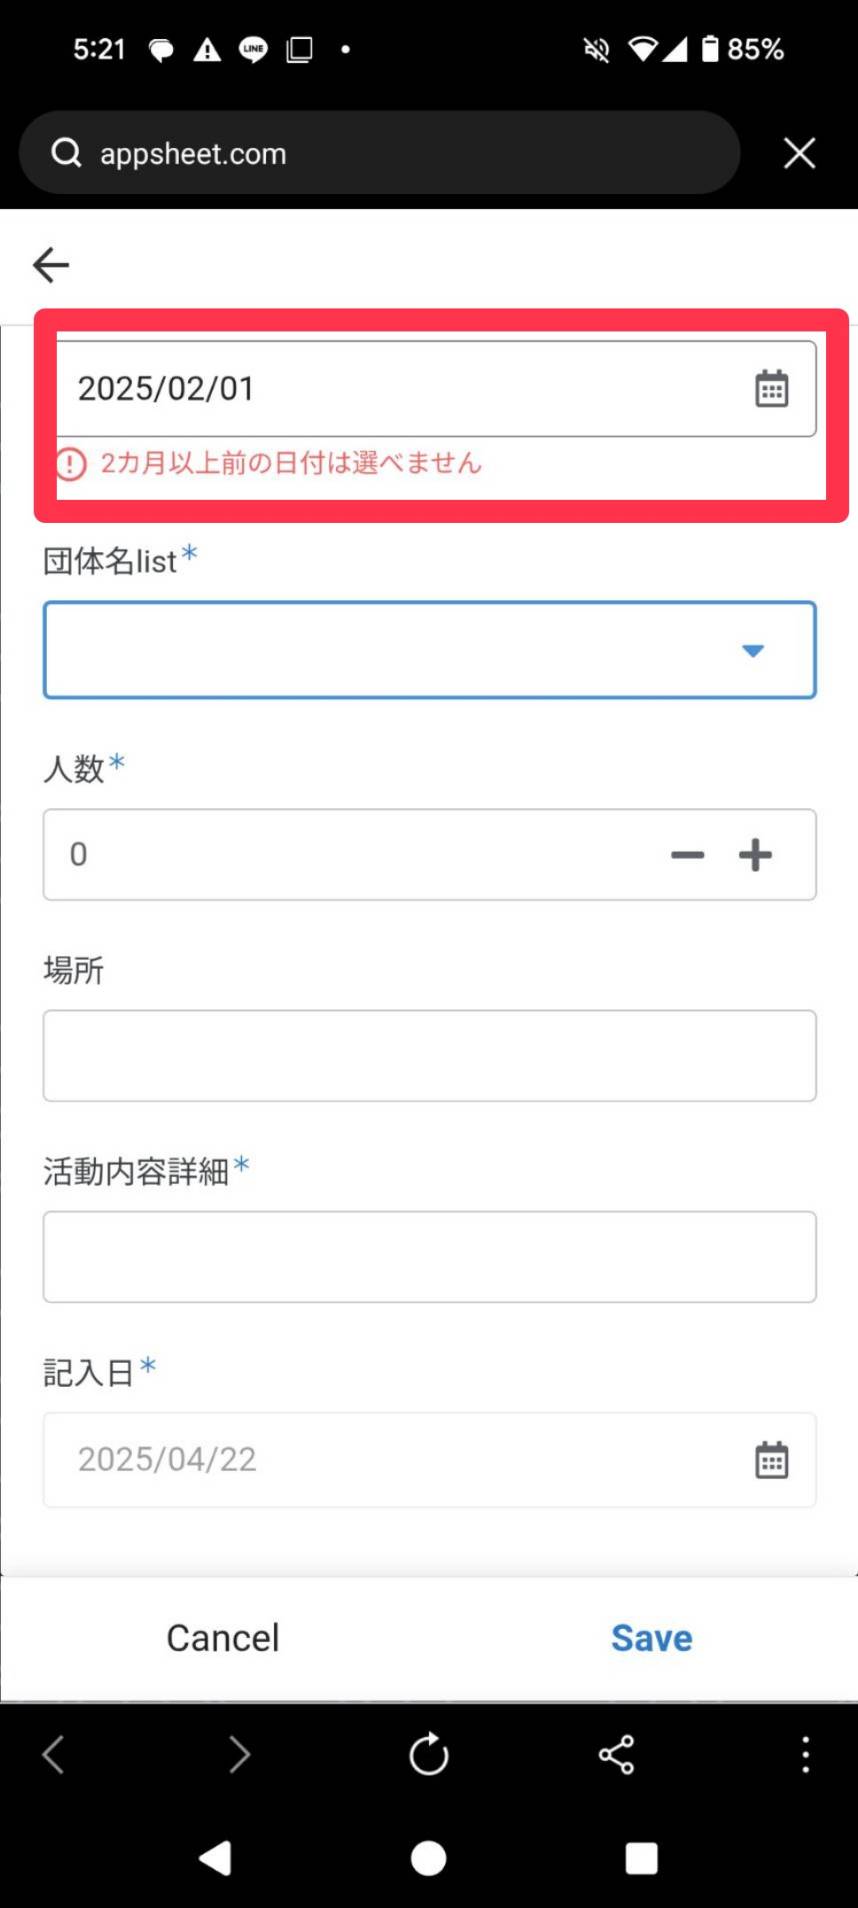 5:21 LINE 85%
appsheet.com
2025/02/01
2カ月以上前の日付は選べません
団体名list*
人数*
0
場所
活動内容詳細*
記入日*
2025/04/22
Cancel Save